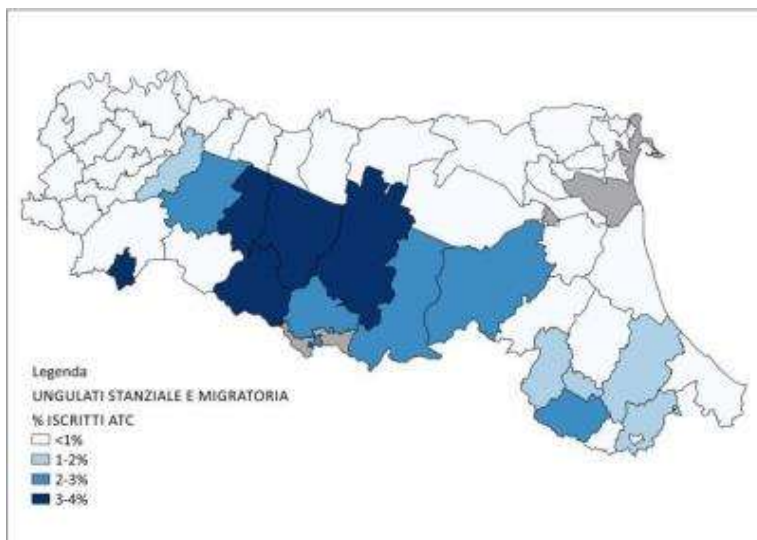 Legenda
UNGULATI STANZIALE E MIGRATORIA
% ISCRITTI ATC
<1%
1-2%
2-3%
3-4%